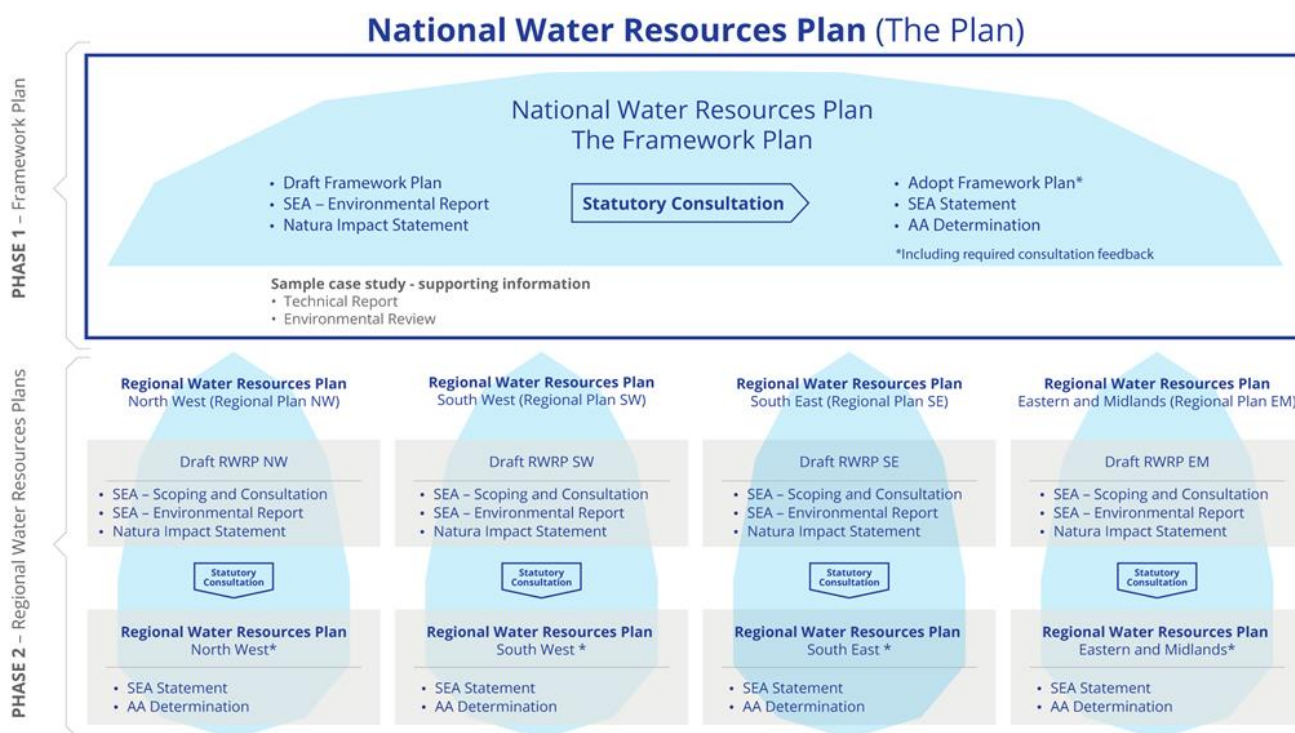 National Water Resources Plan (The Plan)
PHASE 1 – Framework Plan
National Water Resources Plan
The Framework Plan
• Draft Framework Plan
• SEA – Environmental Report
• Natura Impact Statement
Statutory Consultation
• Adopt Framework Plan*
• SEA Statement
• AA Determination
*Including required consultation feedback
Sample case study - supporting information
• Technical Report
• Environmental Review
PHASE 2 – Regional Water Resources Plans
Regional Water Resources Plan
North West (Regional Plan NW)
Draft RWRP NW
• SEA – Scoping and Consultation
• SEA – Environmental Report
• Natura Impact Statement
Statutory
Consultation
Regional Water Resources Plan
North West*
• SEA Statement
• AA Determination
Regional Water Resources Plan
South West (Regional Plan SW)
Draft RWRP SW
• SEA – Scoping and Consultation
• SEA – Environmental Report
• Natura Impact Statement
Statutory
Consultation
Regional Water Resources Plan
South West *
• SEA Statement
• AA Determination
Regional Water Resources Plan
South East (Regional Plan SE)
Draft RWRP SE
• SEA – Scoping and Consultation
• SEA – Environmental Report
• Natura Impact Statement
Statutory
Consultation
Regional Water Resources Plan
South East *
• SEA Statement
• AA Determination
Regional Water Resources Plan
Eastern and Midlands (Regional Plan EM)
Draft RWRP EM
• SEA – Scoping and Consultation
• SEA – Environmental Report
• Natura Impact Statement
Statutory
Consultation
Regional Water Resources Plan
Eastern and Midlands*
• SEA Statement
• AA Determination